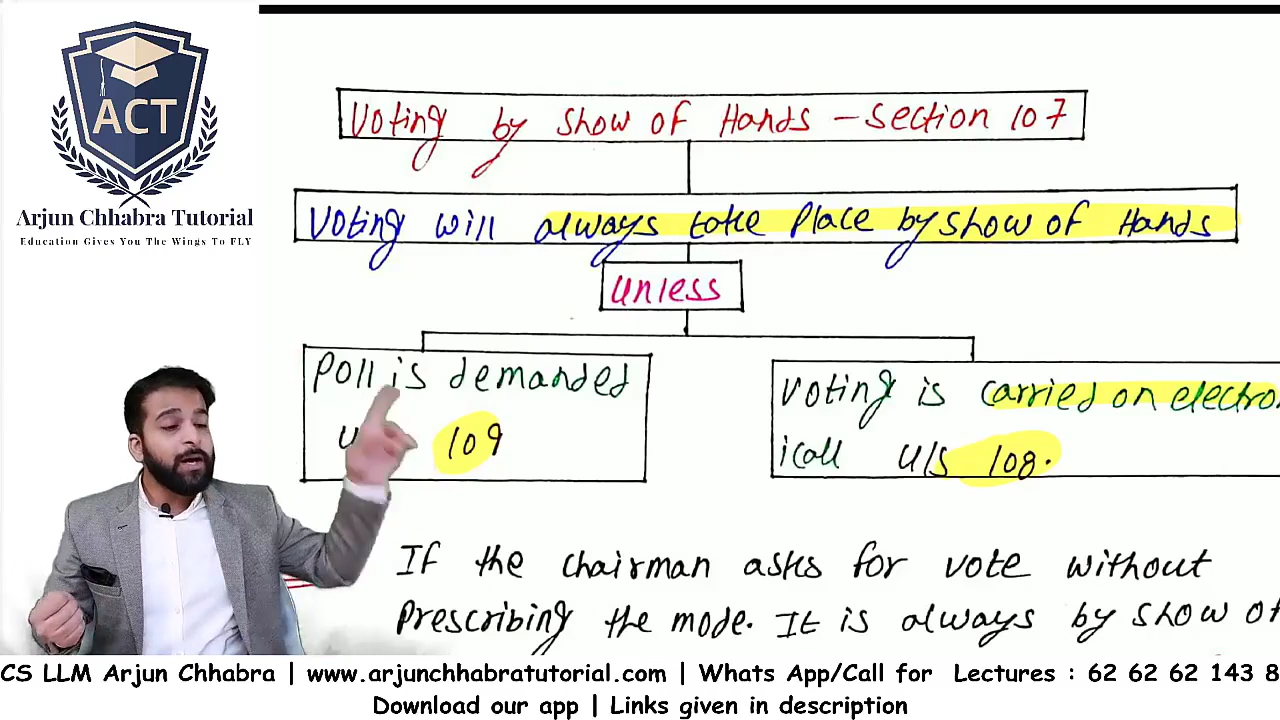 ACT
Arjun Chhabra Tutorial
Education Gives You The Wings To FLY
Voting by Show of Hands - Section 107
Voting will always take Place by show of Hands
Unless
Poll is demanded
109
Voting is carried on electro
ically U/S 108.
If the chairman asks for vote without
Prescribing the mode. It is always by show of
CS LLM Arjun Chhabra | www.arjunchhabratutorial.com | Whats App/Call for Lectures : 62 62 62 143 8
Download our app | Links given in description